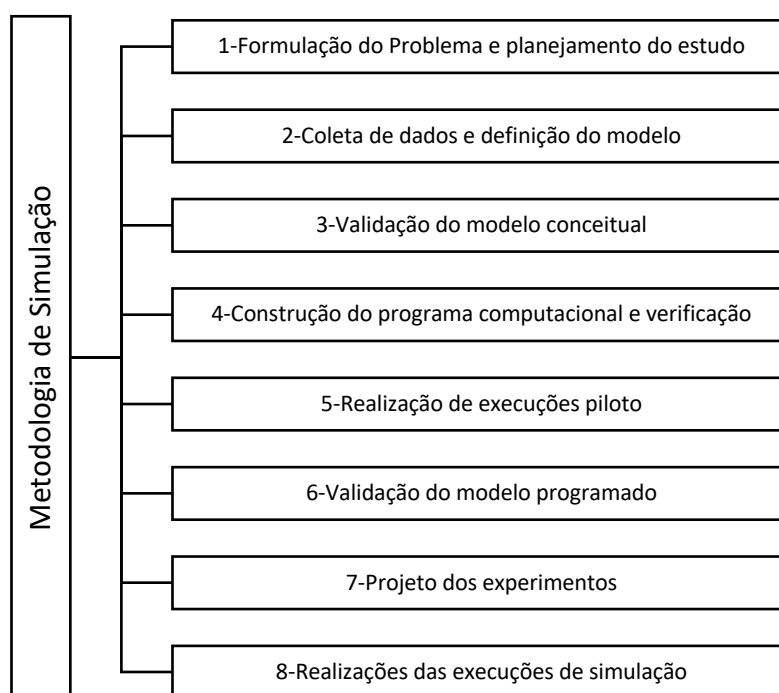 Metodologia de Simulação
1-Formulação do Problema e planejamento do estudo
2-Coleta de dados e definição do modelo
3-Validação do modelo conceitual
4-Construção do programa computacional e verificação
5-Realização de execuções piloto
6-Validação do modelo programado
7-Projeto dos experimentos
8-Realizações das execuções de simulação